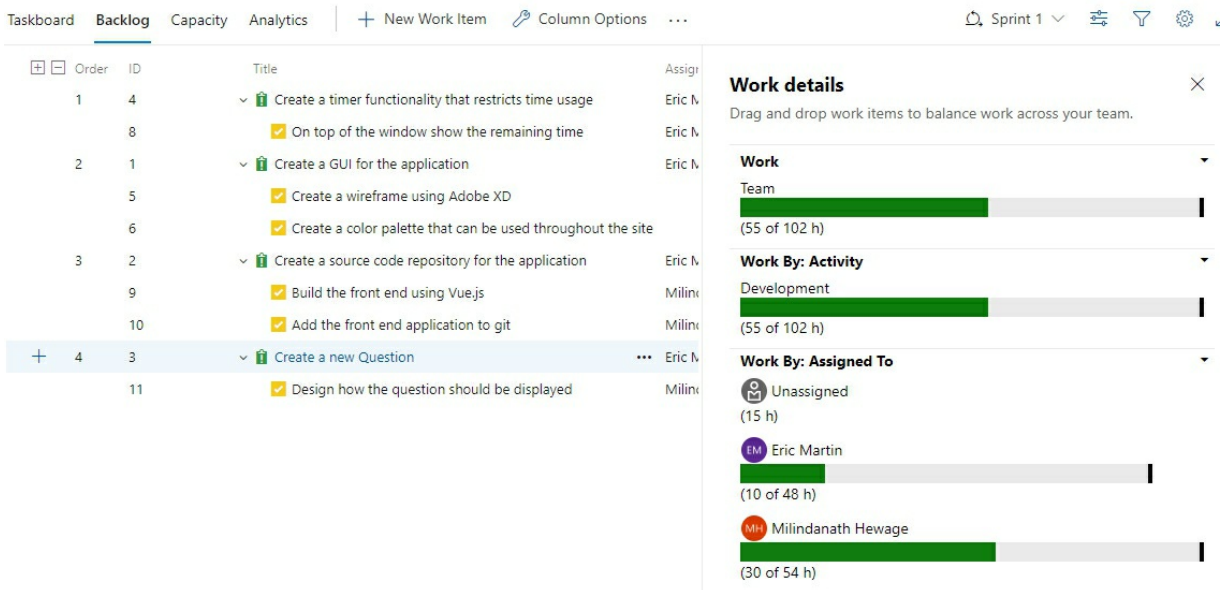 Taskboard Backlog Capacity Analytics + New Work Item Column Options ... Sprint 1
Order ID Title Assigr
1 4 Create a timer functionality that restricts time usage Eric M
8 On top of the window show the remaining time Eric M
2 1 Create a GUI for the application Eric M
5 Create a wireframe using Adobe XD
6 Create a color palette that can be used throughout the site
3 2 Create a source code repository for the application Eric M
9 Build the front end using Vue.js Milind
10 Add the front end application to git Milind
+ 4 3 Create a new Question ... Eric M
11 Design how the question should be displayed Milind
Work details
Drag and drop work items to balance work across your team.
Work
Team
(55 of 102 h)
Work By: Activity
Development
(55 of 102 h)
Work By: Assigned To
Unassigned
(15 h)
EM Eric Martin
(10 of 48 h)
MH Milindanath Hewage
(30 of 54 h)